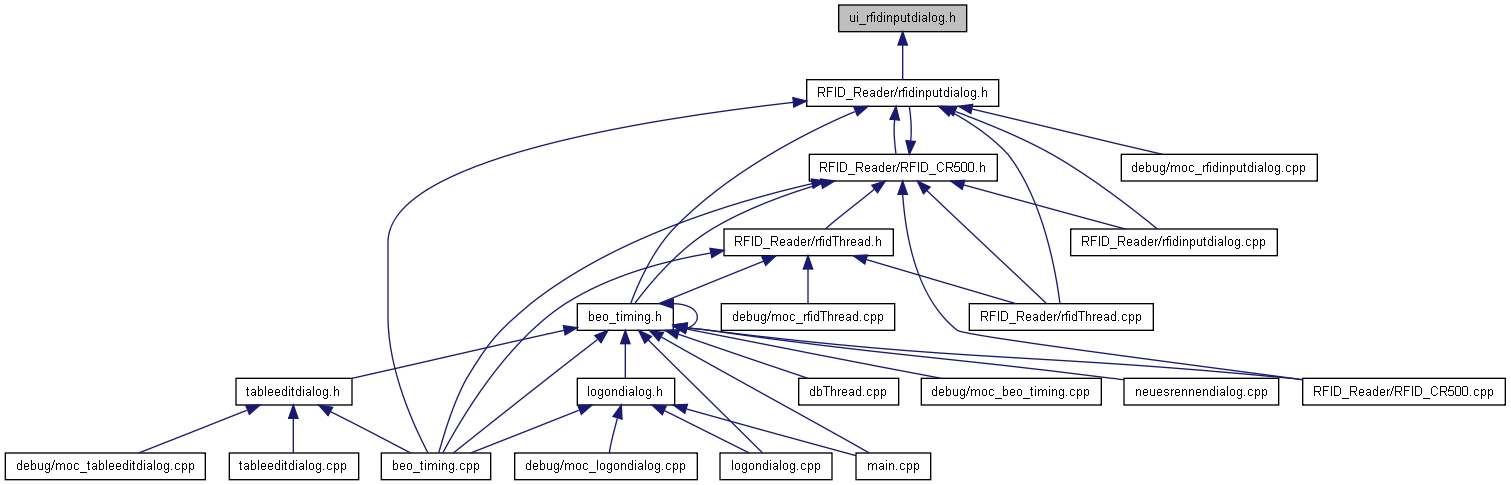 ui_rfidinputdialog.h
RFID_Reader/rfidinputdialog.h
RFID_Reader/RFID_CR500.h
debug/moc_rfidinputdialog.cpp
RFID_Reader/rfidThread.h
RFID_Reader/rfidinputdialog.cpp
beo_timing.h
debug/moc_rfidThread.cpp
RFID_Reader/rfidThread.cpp
tableeditdialog.h
logondialog.h
dbThread.cpp
debug/moc_beo_timing.cpp
neuesrennendialog.cpp
RFID_Reader/RFID_CR500.cpp
debug/moc_tableeditdialog.cpp
tableeditdialog.cpp
beo_timing.cpp
debug/moc_logondialog.cpp
logondialog.cpp
main.cpp